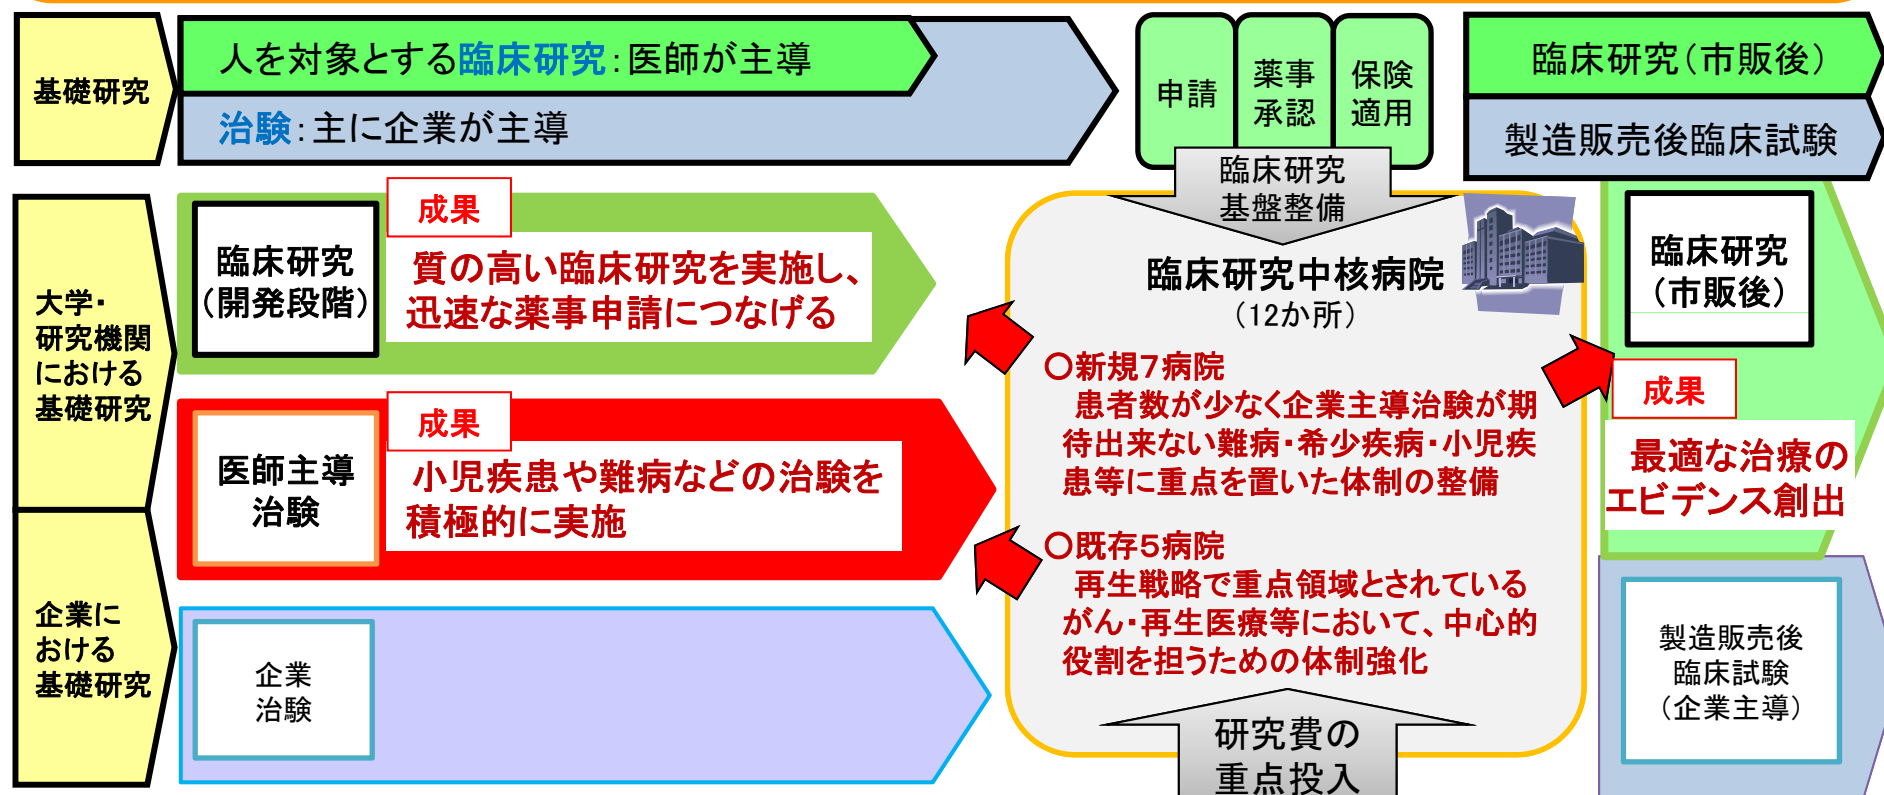 基礎研究
人を対象とする臨床研究：医師が主導
治験：主に企業が主導
申請
薬事
承認
保険
適用
臨床研究（市販後）
製造販売後臨床試験
大学・
研究機関
における
基礎研究
企業に
おける
基礎研究
臨床研究
（開発段階）
成果
質の高い臨床研究を実施し、
迅速な薬事申請につなげる
医師主導
治験
成果
小児疾患や難病などの治験を
積極的に実施
企業
治験
臨床研究
基盤整備
臨床研究中核病院
（12か所）
○新規７病院
患者数が少なく企業主導治験が期
待出来ない難病・希少疾病・小児疾
患等に重点を置いた体制の整備
○既存５病院
再生戦略で重点領域とされている
がん・再生医療等において、中心的
役割を担うための体制強化
研究費の
重点投入
臨床研究
（市販後）
成果
最適な治療の
エビデンス創出
製造販売後
臨床試験
（企業主導）